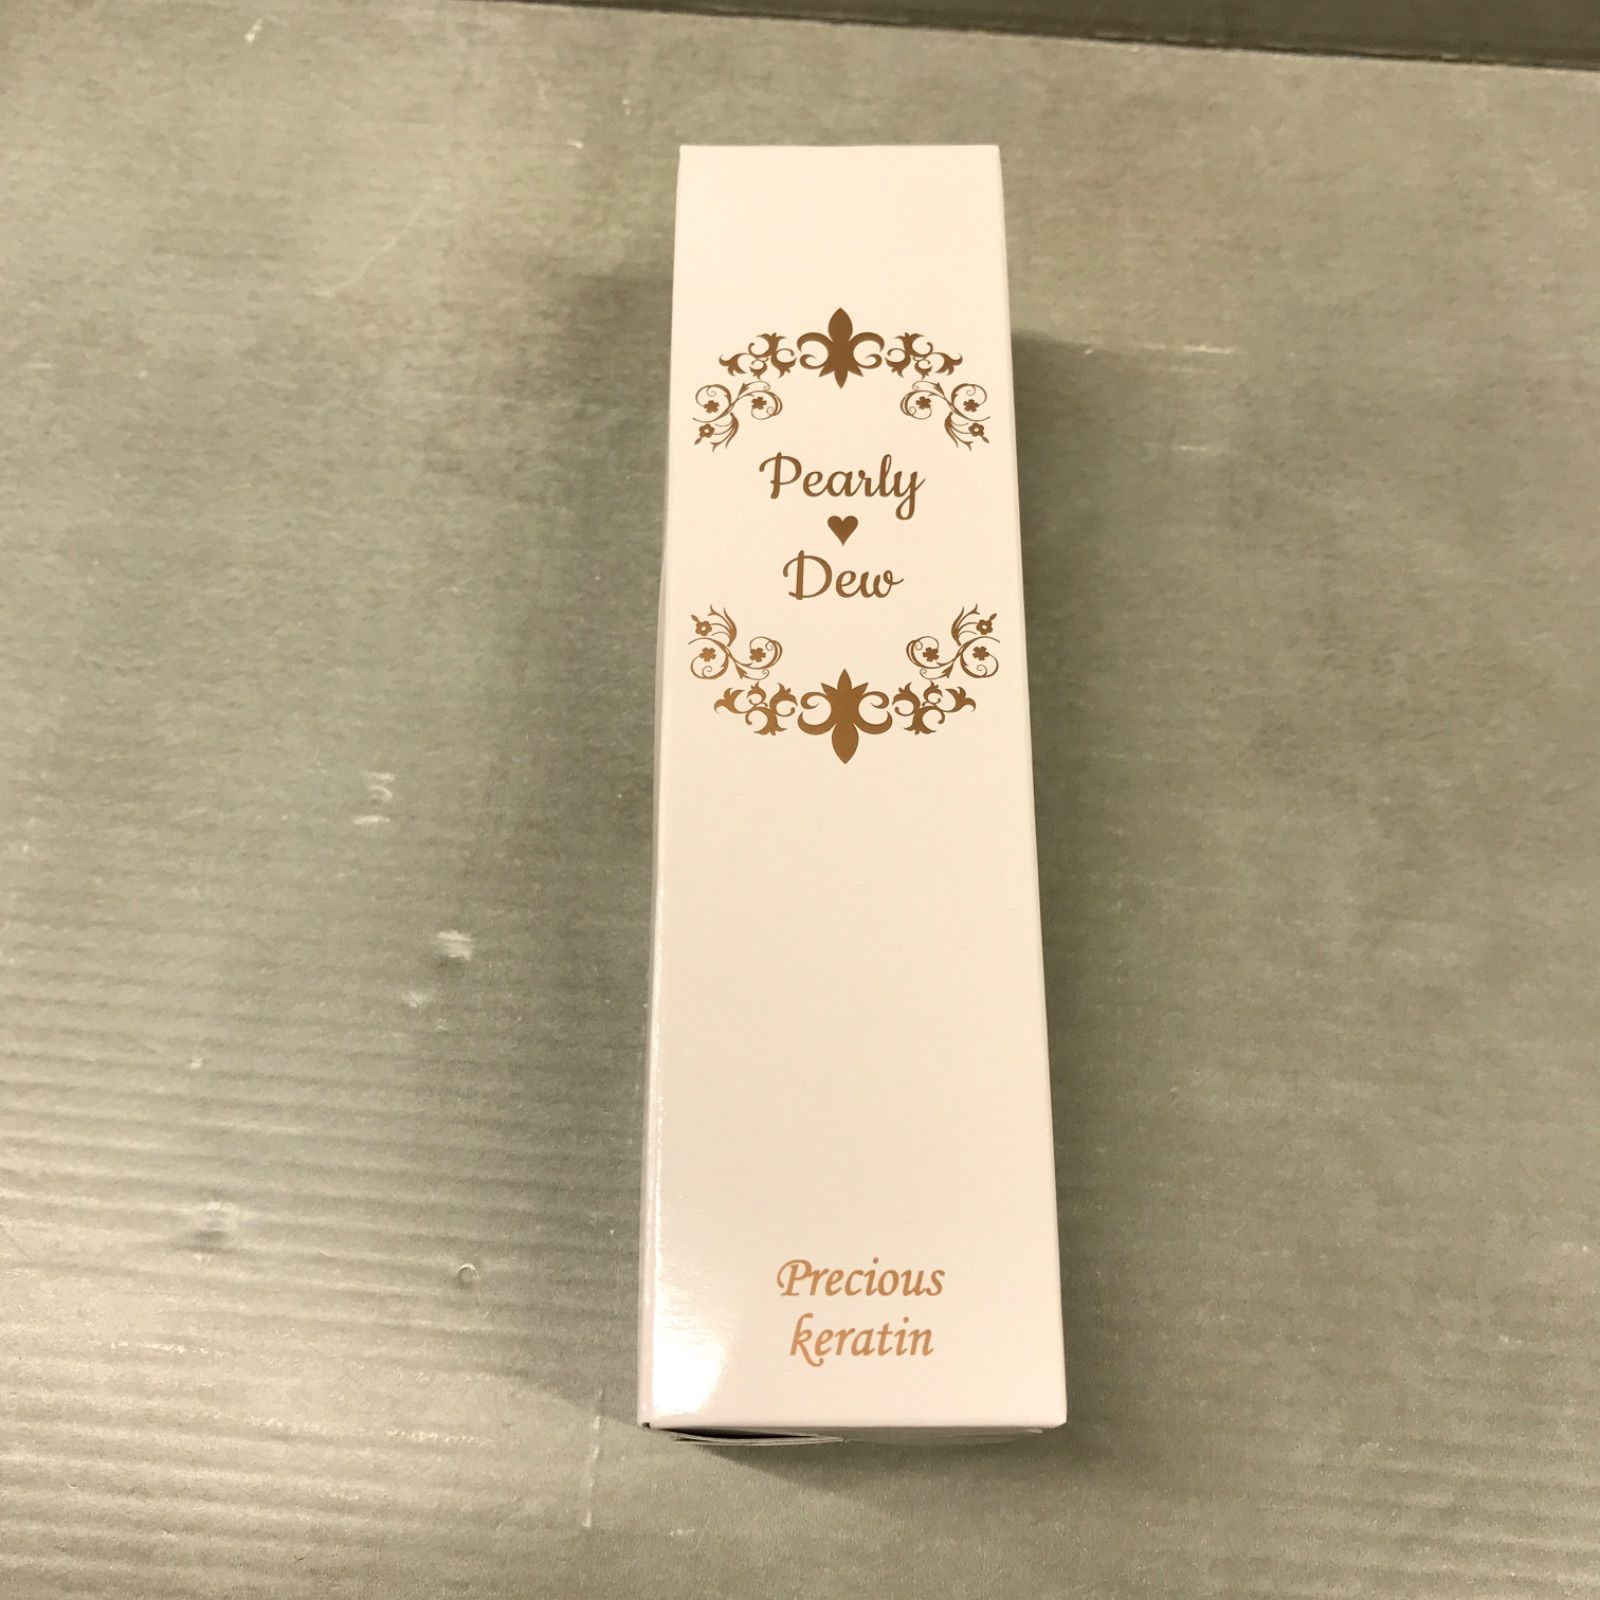 Pearly
♥
Dew
Precious
keratin